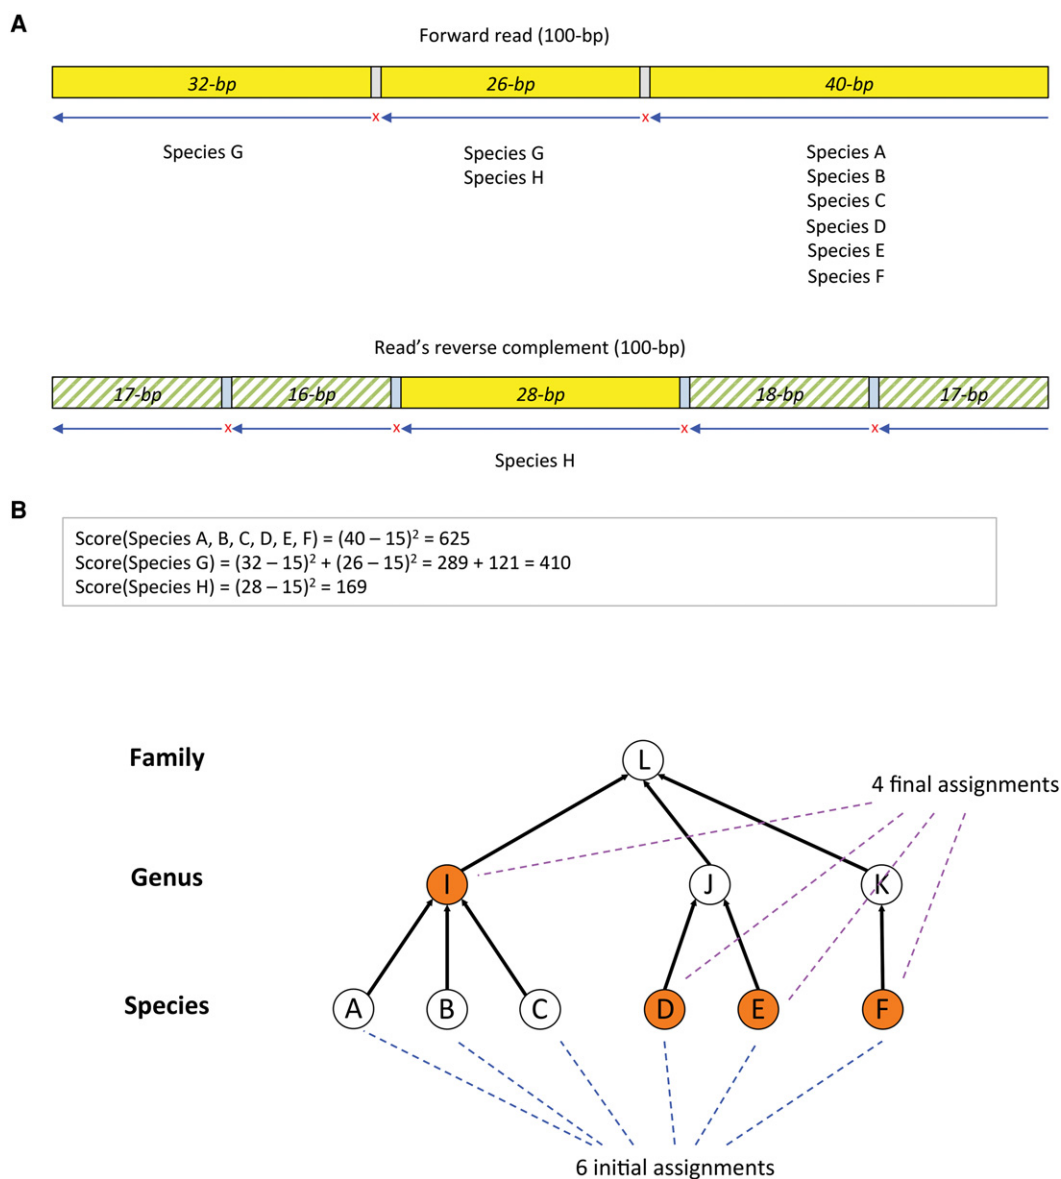 A
Forward read (100-bp)
32-bp 26-bp 40-bp
x x
Species G
Species G
Species H
Species A
Species B
Species C
Species D
Species E
Species F
Read's reverse complement (100-bp)
17-bp 16-bp 28-bp 18-bp 17-bp
x x x x
Species H
B
Score(Species A, B, C, D, E, F) = (40 – 15)² = 625
Score(Species G) = (32 – 15)² + (26 – 15)² = 289 + 121 = 410
Score(Species H) = (28 – 15)² = 169
Family
L
4 final assignments
Genus
I J K
Species
A B C D E F
6 initial assignments